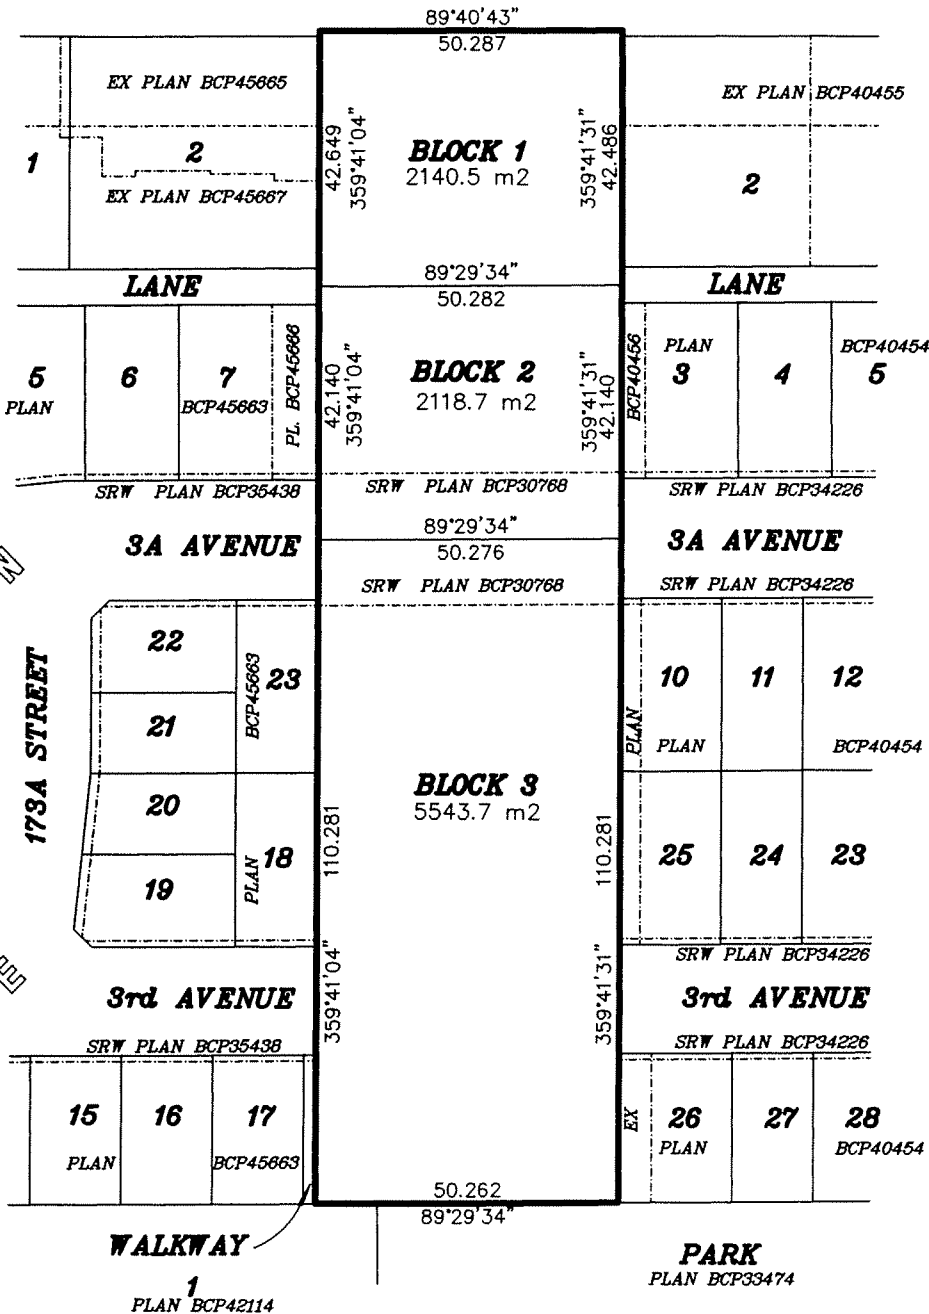 89°40'43"
50.287
EX PLAN BCP45665
EX PLAN BCP40455
42.649
359°41'04"
BLOCK 1
2140.5 m2
359°41'31"
42.486
1
2
EX PLAN BCP45667
2
LANE
89°29'34"
50.282
LANE
5
PLAN
6
7
BCP45663
PL. BCP45666
42.140
359°41'04"
BLOCK 2
2118.7 m2
359°41'31"
42.140
BCP40456
PLAN
3
4
BCP40454
5
SRW PLAN BCP35438
SRW PLAN BCP30768
SRW PLAN BCP34226
3A AVENUE
89°29'34"
50.276
3A AVENUE
SRW PLAN BCP30768
SRW PLAN BCP34226
N
173A STREET
22
21
20
19
BCP45663
23
PLAN
18
110.281
359°41'04"
BLOCK 3
5543.7 m2
110.281
359°41'31"
PLAN
10
PLAN
11
12
BCP40454
25
24
23
SRW PLAN BCP34226
E
3rd AVENUE
3rd AVENUE
SRW PLAN BCP35438
SRW PLAN BCP34226
15
PLAN
16
17
BCP45663
EX
26
PLAN
27
28
BCP40454
50.262
89°29'34"
WALKWAY
1
PLAN BCP42114
PARK
PLAN BCP33474